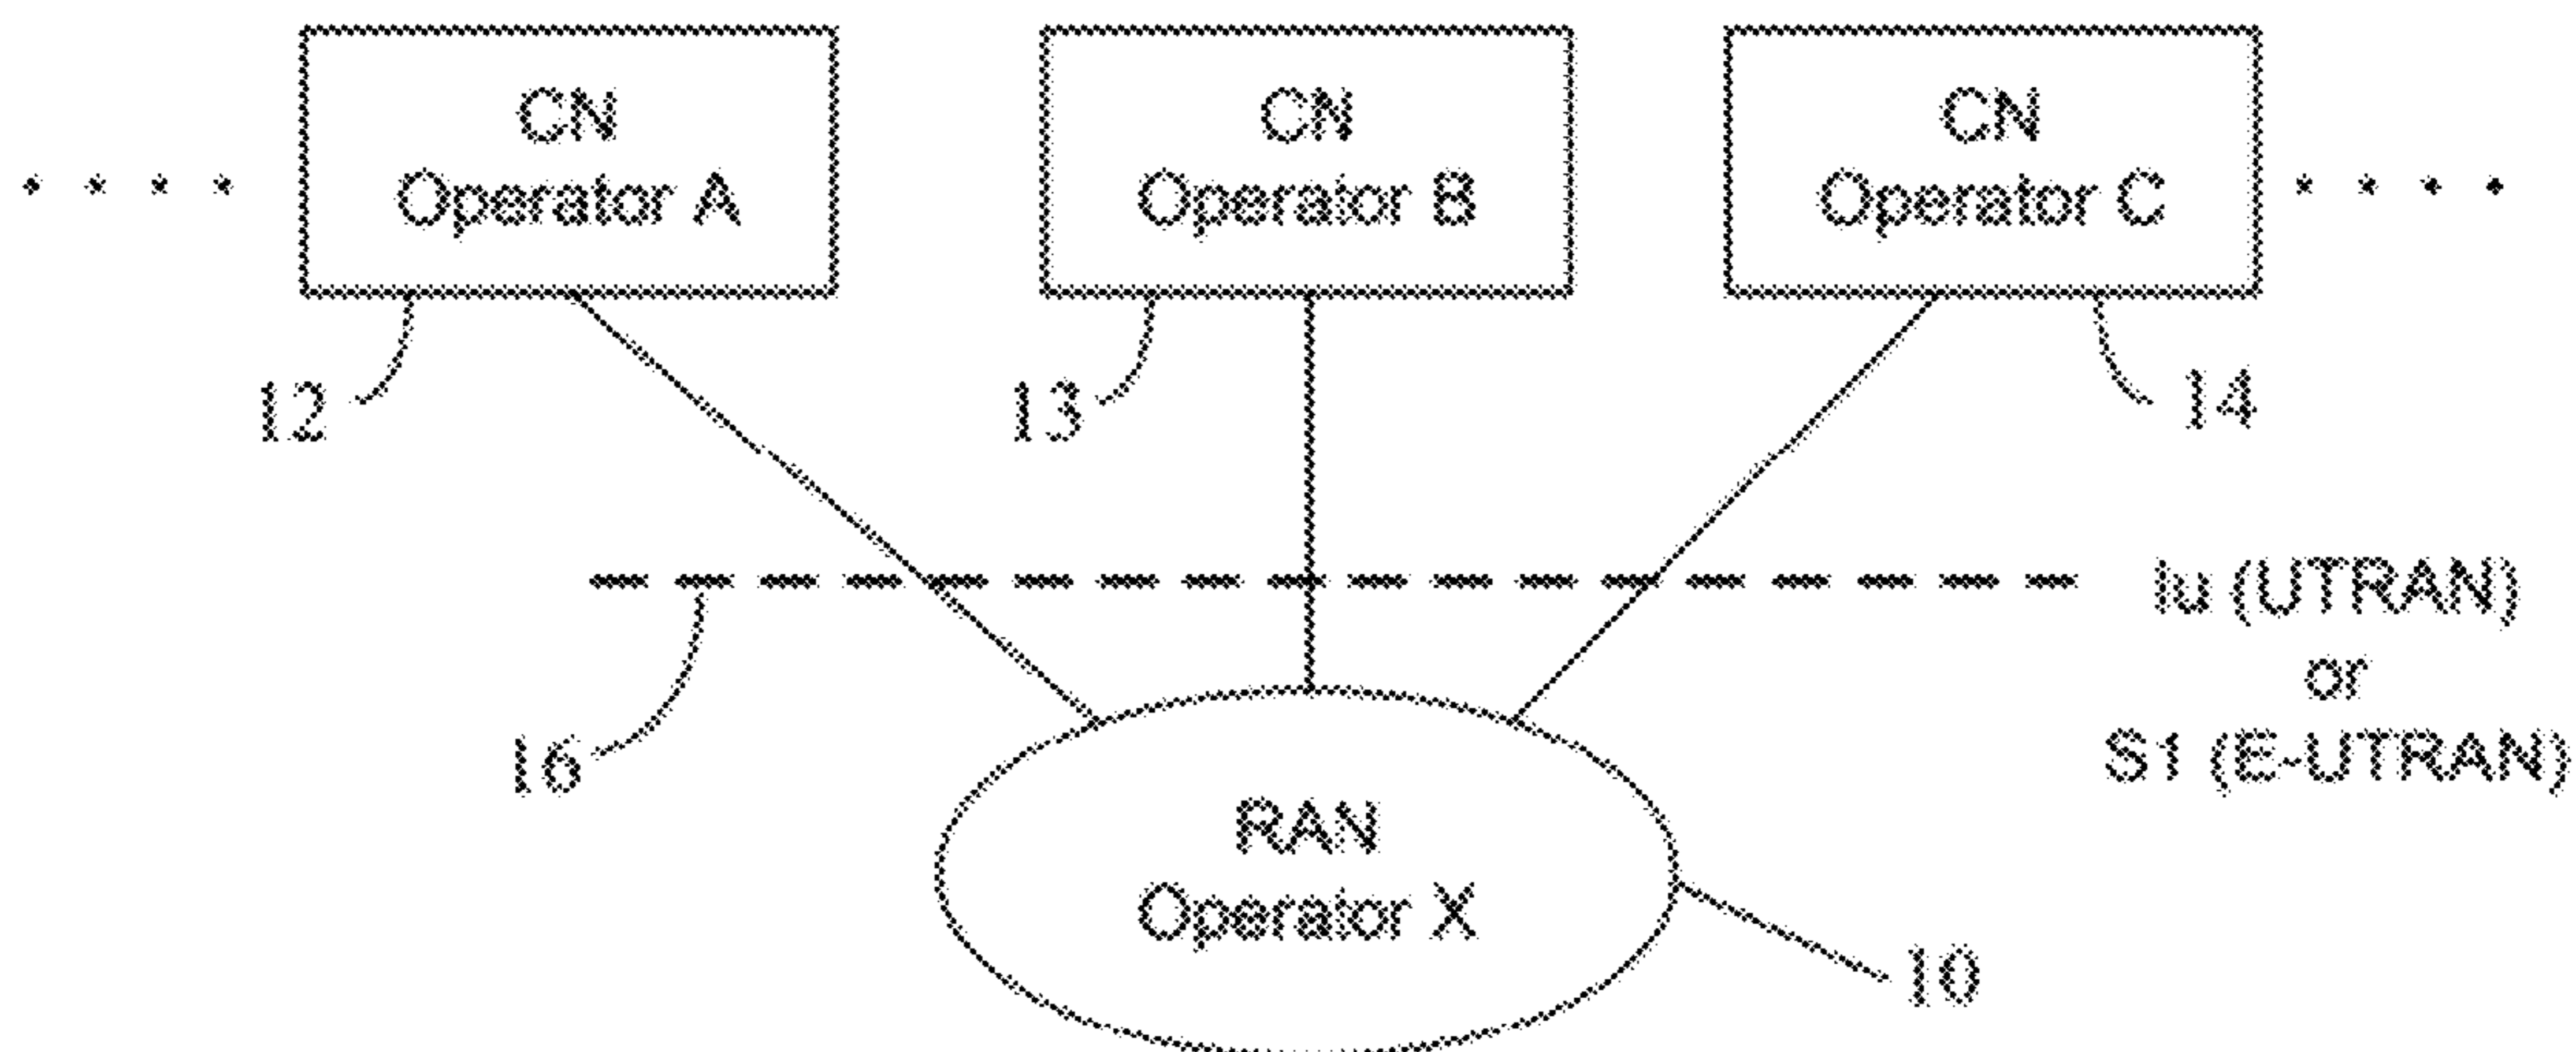 CN
Operator A
CN
Operator B
CN
Operator C
12
13
14
Iu (UTRAN)
or
S1 (E-UTRAN)
16
RAN
Operator X
10